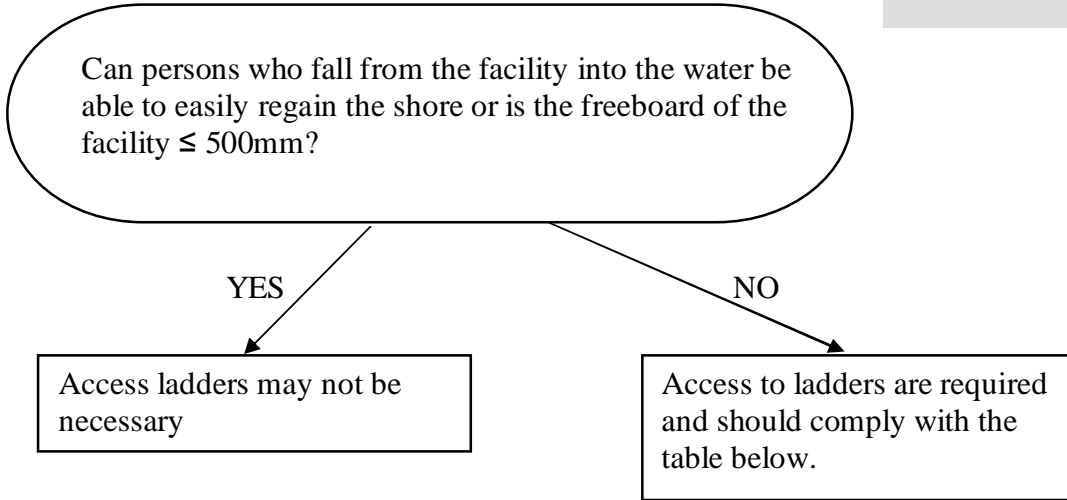 Can persons who fall from the facility into the water be
able to easily regain the shore or is the freeboard of the
facility ≤ 500mm?
YES
NO
Access ladders may not be
necessary
Access to ladders are required
and should comply with the
table below.